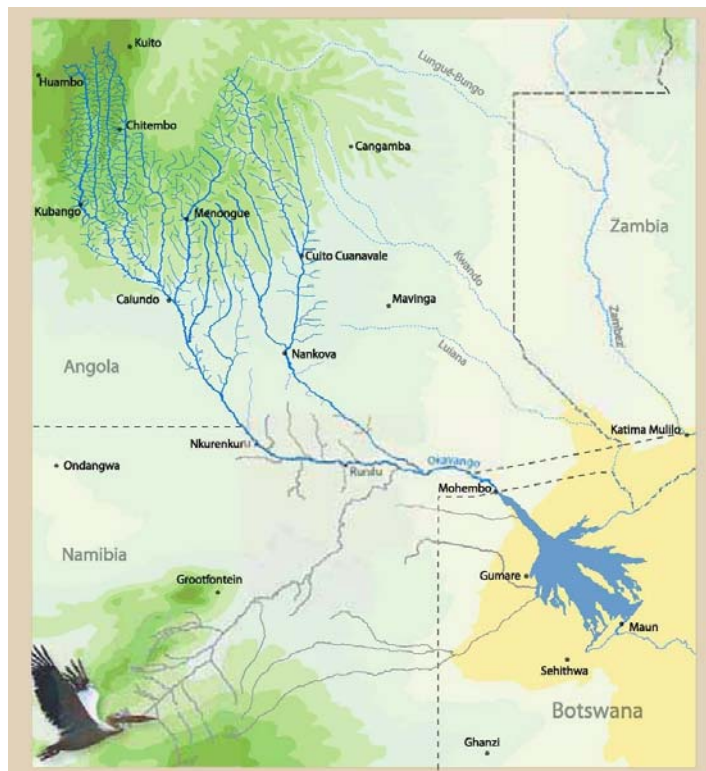 Kuito
Huambo
Lungué-Bungo
Chitembo
Cangamba
Kubango
Menongue
Zambia
Cuito Cuanavale
Kwando
Caiundo
Mavinga
Zambezi
Luiana
Nankova
Angola
Katima Mulilo
Nkurenkuru
Okavango
Ondangwa
Rundu
Mohembo
Namibia
Grootfontein
Gumare
Maun
Sehithwa
Botswana
Ghanzi